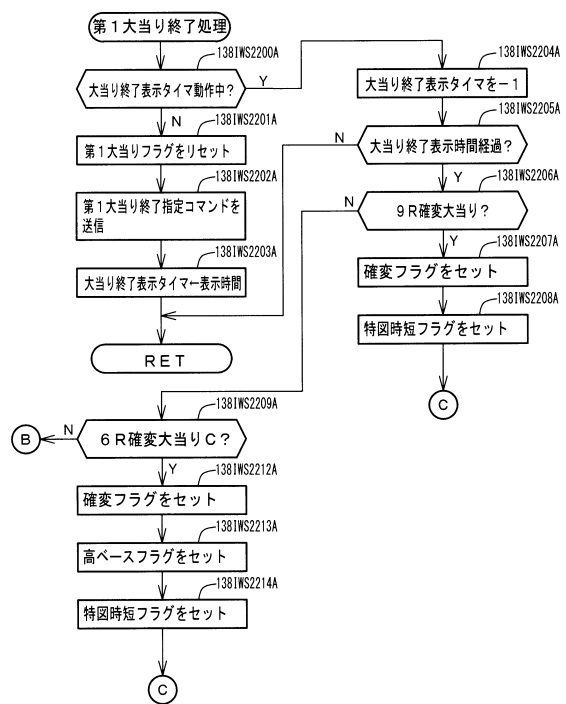 第1大当り終了処理
138IWS2200A
大当り終了表示タイマ動作中?
Y
N
138IWS2201A
第1大当りフラグをリセット
138IWS2202A
第1大当り終了指定コマンドを
送信
138IWS2203A
大当り終了表示タイマ←表示時間
RET
138IWS2204A
大当り終了表示タイマを-1
138IWS2205A
N
大当り終了表示時間経過?
Y
138IWS2206A
N
9R確変大当り?
Y
138IWS2207A
確変フラグをセット
138IWS2208A
特図時短フラグをセット
C
138IWS2209A
B
N
6R確変大当りC?
Y
138IWS2212A
確変フラグをセット
138IWS2213A
高ベースフラグをセット
138IWS2214A
特図時短フラグをセット
C